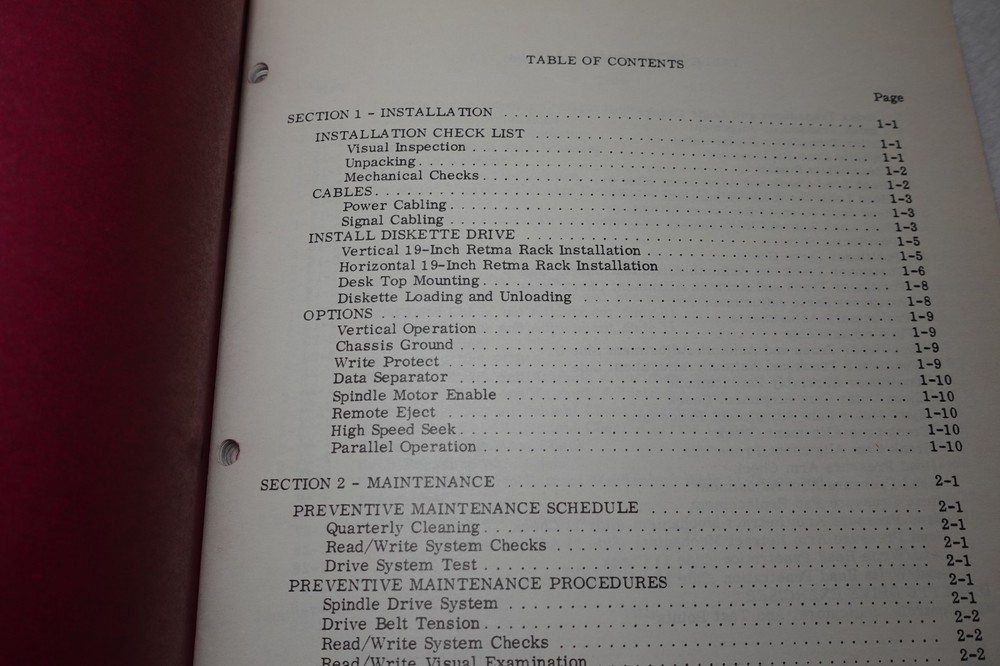 TABLE OF CONTENTS
Page
SECTION 1 - INSTALLATION . . . . . . . . . . 1-1
INSTALLATION CHECK LIST . . . . . . . . . . 1-1
Visual Inspection . . . . . . . . . . 1-1
Unpacking . . . . . . . . . . 1-2
Mechanical Checks . . . . . . . . . . 1-2
CABLES . . . . . . . . . . 1-3
Power Cabling . . . . . . . . . . 1-3
Signal Cabling . . . . . . . . . . 1-3
INSTALL DISKETTE DRIVE . . . . . . . . . . 1-5
Vertical 19-Inch Retma Rack Installation . . . . . . . . . . 1-5
Horizontal 19-Inch Retma Rack Installation . . . . . . . . . . 1-6
Desk Top Mounting . . . . . . . . . . 1-8
Diskette Loading and Unloading . . . . . . . . . . 1-8
OPTIONS . . . . . . . . . . 1-9
Vertical Operation . . . . . . . . . . 1-9
Chassis Ground . . . . . . . . . . 1-9
Write Protect . . . . . . . . . . 1-9
Data Separator . . . . . . . . . . 1-10
Spindle Motor Enable . . . . . . . . . . 1-10
Remote Eject . . . . . . . . . . 1-10
High Speed Seek . . . . . . . . . . 1-10
Parallel Operation . . . . . . . . . . 1-10
SECTION 2 - MAINTENANCE . . . . . . . . . . 2-1
PREVENTIVE MAINTENANCE SCHEDULE . . . . . . . . . . 2-1
Quarterly Cleaning . . . . . . . . . . 2-1
Read/Write System Checks . . . . . . . . . . 2-1
Drive System Test . . . . . . . . . . 2-1
PREVENTIVE MAINTENANCE PROCEDURES . . . . . . . . . . 2-1
Spindle Drive System . . . . . . . . . . 2-1
Drive Belt Tension . . . . . . . . . . 2-2
Read/Write System Checks . . . . . . . . . . 2-2
Read/Write Visual Examination . . . . . . . . . . 2-2